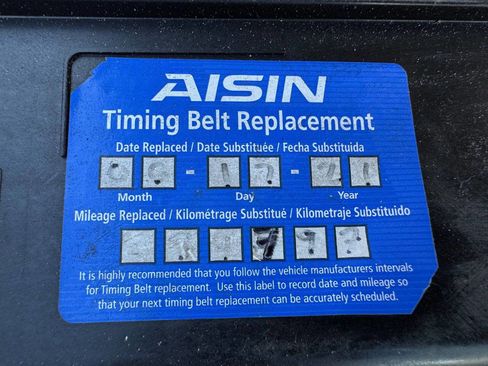 AISIN
Timing Belt Replacement
Date Replaced / Date Substituée / Fecha Substituida
Month Day Year
Mileage Replaced / Kilométrage Substitué / Kilometraje Substituido
It is highly recommended that you follow the vehicle manufacturers intervals
for Timing Belt replacement. Use this label to record date and mileage so
that your next timing belt replacement can be accurately scheduled.